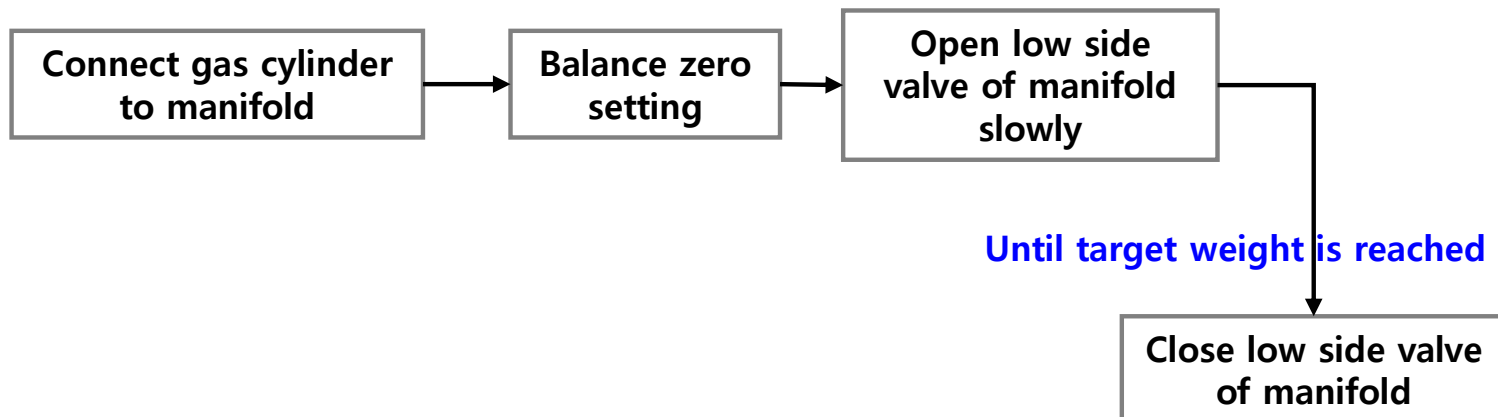 Connect gas cylinder
to manifold
Balance zero
setting
Open low side
valve of manifold
slowly
Until target weight is reached
Close low side valve
of manifold